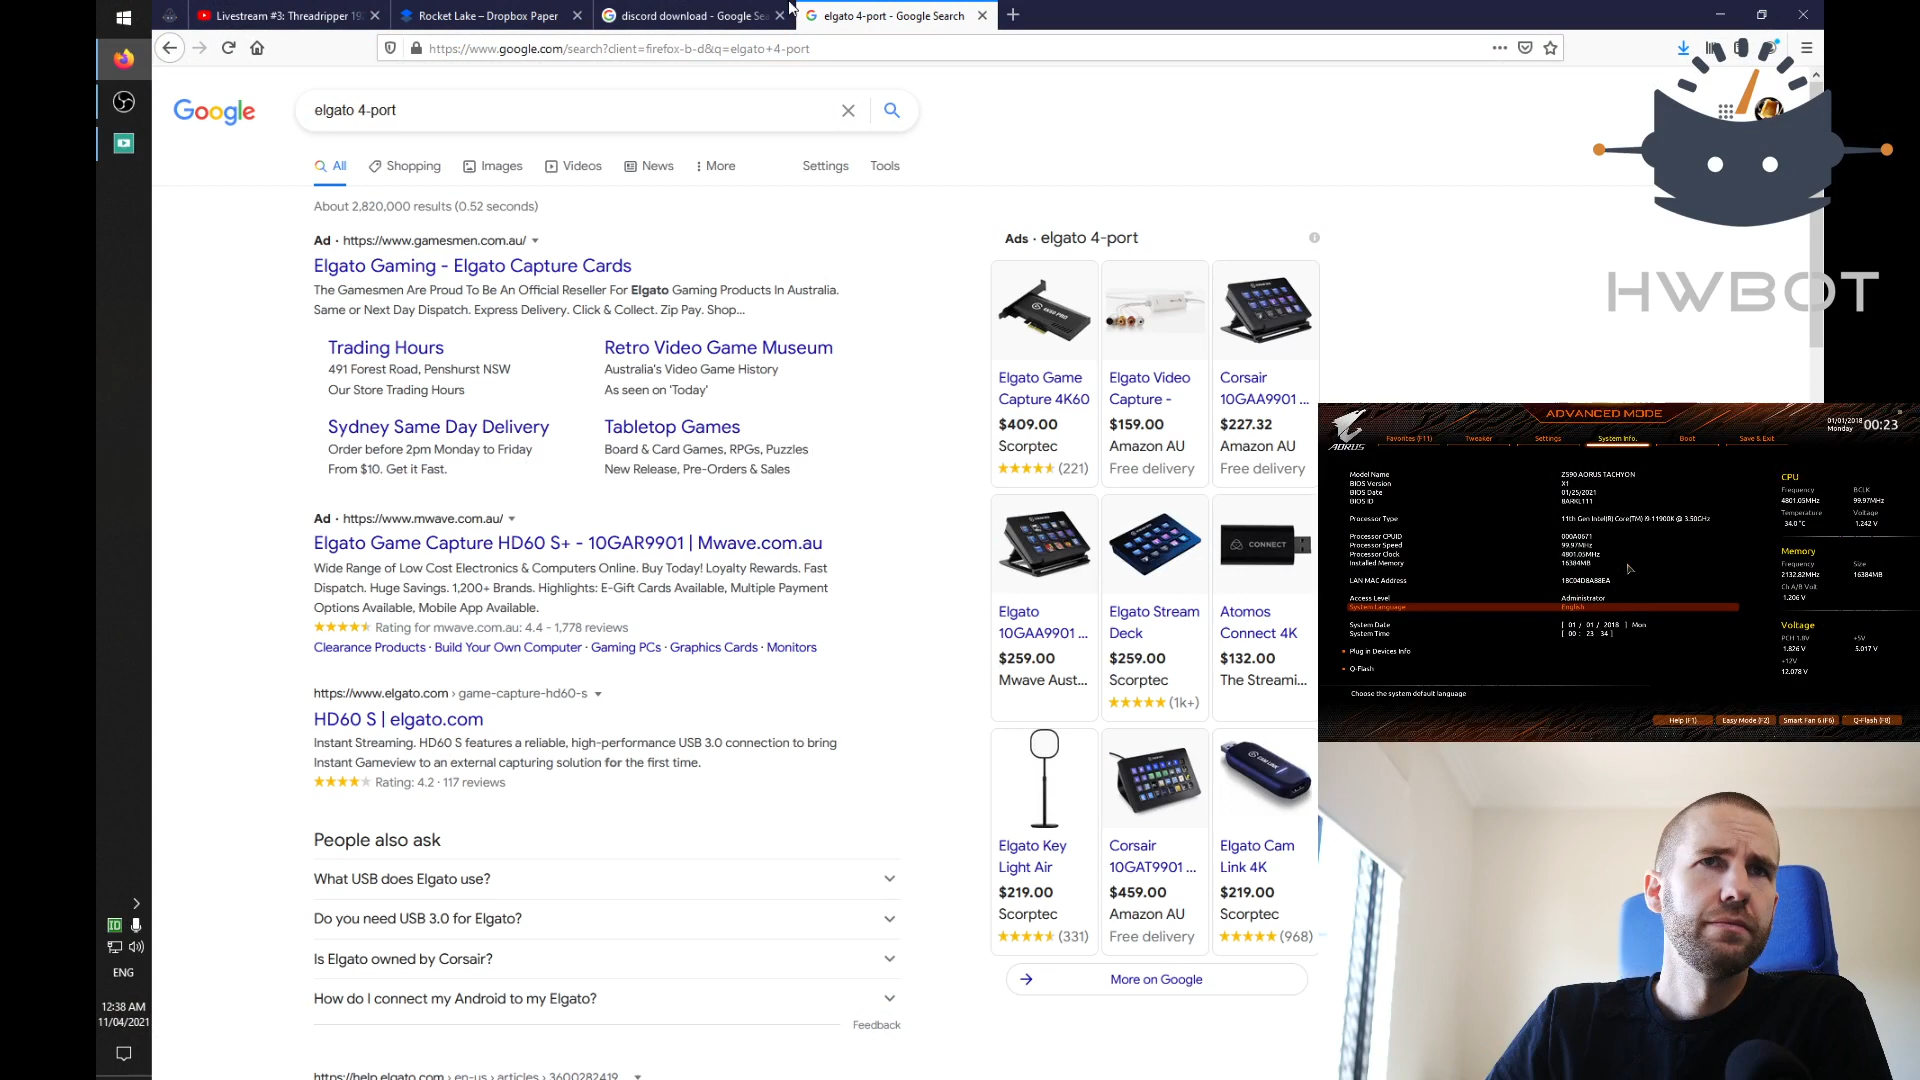 Livestream #3: Threadripper 19
Rocket Lake – Dropbox Paper
discord download - Google Sea
elgato 4-port - Google Search
https://www.google.com/search?client=firefox-b-d&q=elgato+4-port
Google
elgato 4-port
All
Shopping
Images
Videos
News
More
Settings
Tools
About 2,820,000 results (0.52 seconds)
Ad · https://www.gamesmen.com.au/
Elgato Gaming - Elgato Capture Cards
The Gamesmen Are Proud To Be An Official Reseller For Elgato Gaming Products In Australia.
Same or Next Day Dispatch. Express Delivery. Click & Collect. Zip Pay. Shop...
Trading Hours
491 Forest Road, Penshurst NSW
Our Store Trading Hours
Retro Video Game Museum
Australia's Video Game History
As seen on 'Today'
Sydney Same Day Delivery
Order before 2pm Monday to Friday
From $10. Get it Fast.
Tabletop Games
Board & Card Games, RPGs, Puzzles
New Release, Pre-Orders & Sales
Ad · https://www.mwave.com.au/
Elgato Game Capture HD60 S+ - 10GAR9901 | Mwave.com.au
Wide Range of Low Cost Electronics & Computers Online. Buy Today! Loyalty Rewards. Fast
Dispatch. Huge Savings. 1,200+ Brands. Highlights: E-Gift Cards Available, Multiple Payment
Options Available, Mobile App Available.
Rating for mwave.com.au: 4.4 - 1,778 reviews
Clearance Products · Build Your Own Computer · Gaming PCs · Graphics Cards · Monitors
https://www.elgato.com › game-capture-hd60-s
HD60 S | elgato.com
Instant Streaming. HD60 S features a reliable, high-performance USB 3.0 connection to bring
Instant Gameview to an external capturing solution for the first time.
Rating: 4.2 · 117 reviews
People also ask
What USB does Elgato use?
Do you need USB 3.0 for Elgato?
Is Elgato owned by Corsair?
How do I connect my Android to my Elgato?
Feedback
https://help.elgato.com › en-us › articles › 3600282419
Ads · elgato 4-port
Elgato Game
Capture 4K60
$409.00
Scorptec
(221)
Elgato Video
Capture -
$159.00
Amazon AU
Free delivery
Corsair
10GAA9901 ...
$227.32
Amazon AU
Free delivery
Elgato
10GAA9901 ...
$259.00
Mwave Aust...
Elgato Stream
Deck
$259.00
Scorptec
(1k+)
CONNECT
Atomos
Connect 4K
$132.00
The Streami...
Elgato Key
Light Air
$219.00
Scorptec
(331)
Corsair
10GAT9901 ...
$459.00
Amazon AU
Free delivery
CAM LINK
Elgato Cam
Link 4K
$219.00
Scorptec
(968)
More on Google
HWBOT
AORUS
ADVANCED MODE
01/01/2018
Monday
00:23
Favorites (F11)
Tweaker
Settings
System Info.
Boot
Save & Exit
Model Name Z590 AORUS TACHYON
BIOS Version X1
BIOS Date 01/25/2021
BIOS ID 8ARKL111
Processor Type 11th Gen Intel(R) Core(TM) i9-11900K @ 3.50GHz
Processor CPUID 000A0671
Processor Speed 99.97MHz
Processor Clock 4801.05MHz
Installed Memory 16384MB
LAN MAC Address 18C04D8A88EA
Access Level Administrator
System Language English
System Date [ 01 / 01 / 2018 ] Mon
System Time [ 00 : 23 : 34 ]
Plug in Devices Info
Q-Flash
Choose the system default language
CPU
Frequency BCLK
4801.05MHz 99.97MHz
Temperature Voltage
34.0 °C 1.242 V
Memory
Frequency Size
2132.82MHz 16384MB
Ch A/B Volt
1.206 V
Voltage
PCH 1.8V +5V
1.826 V 5.017 V
+12V
12.078 V
Help (F1)
Easy Mode (F2)
Smart Fan 6 (F6)
Q-Flash (F8)
ENG
12:38 AM
11/04/2021